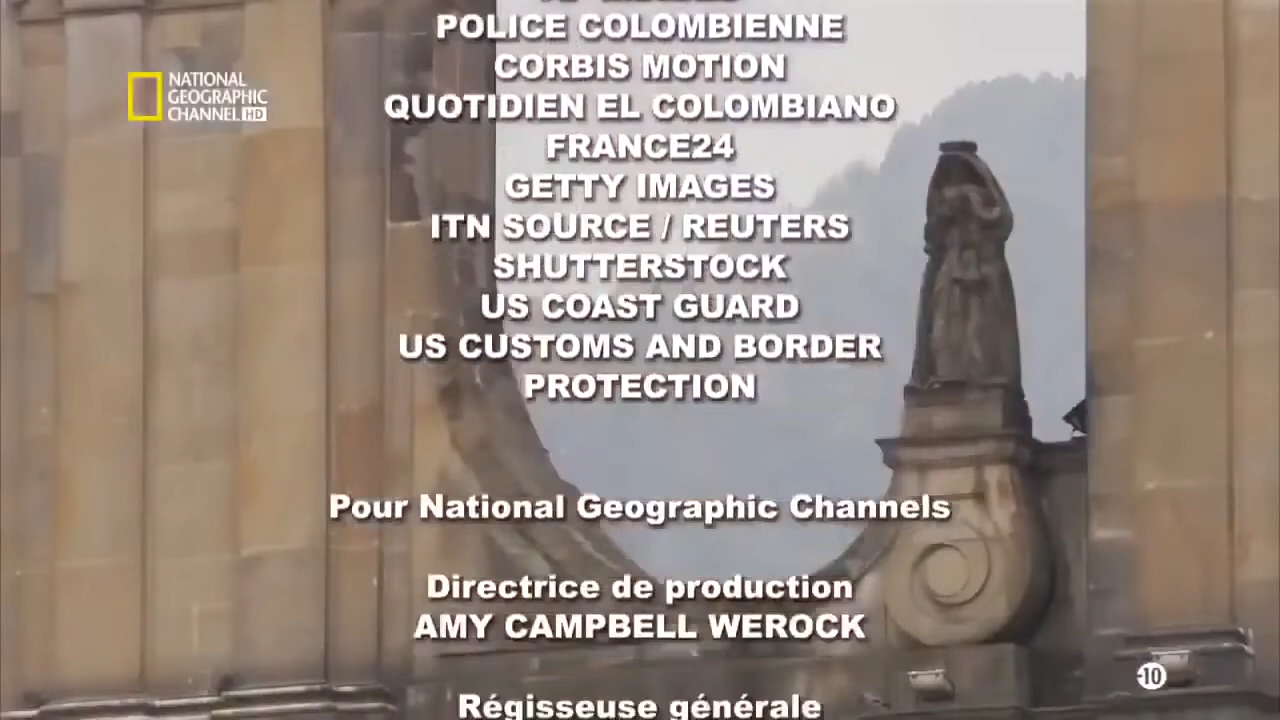 POLICE COLOMBIENNE
CORBIS MOTION
QUOTIDIEN EL COLOMBIANO
FRANCE24
GETTY IMAGES
ITN SOURCE / REUTERS
SHUTTERSTOCK
US COAST GUARD
US CUSTOMS AND BORDER
PROTECTION
Pour National Geographic Channels
Directrice de production
AMY CAMPBELL WEROCK
Régisseuse générale
NATIONAL
GEOGRAPHIC
CHANNEL HD
-10